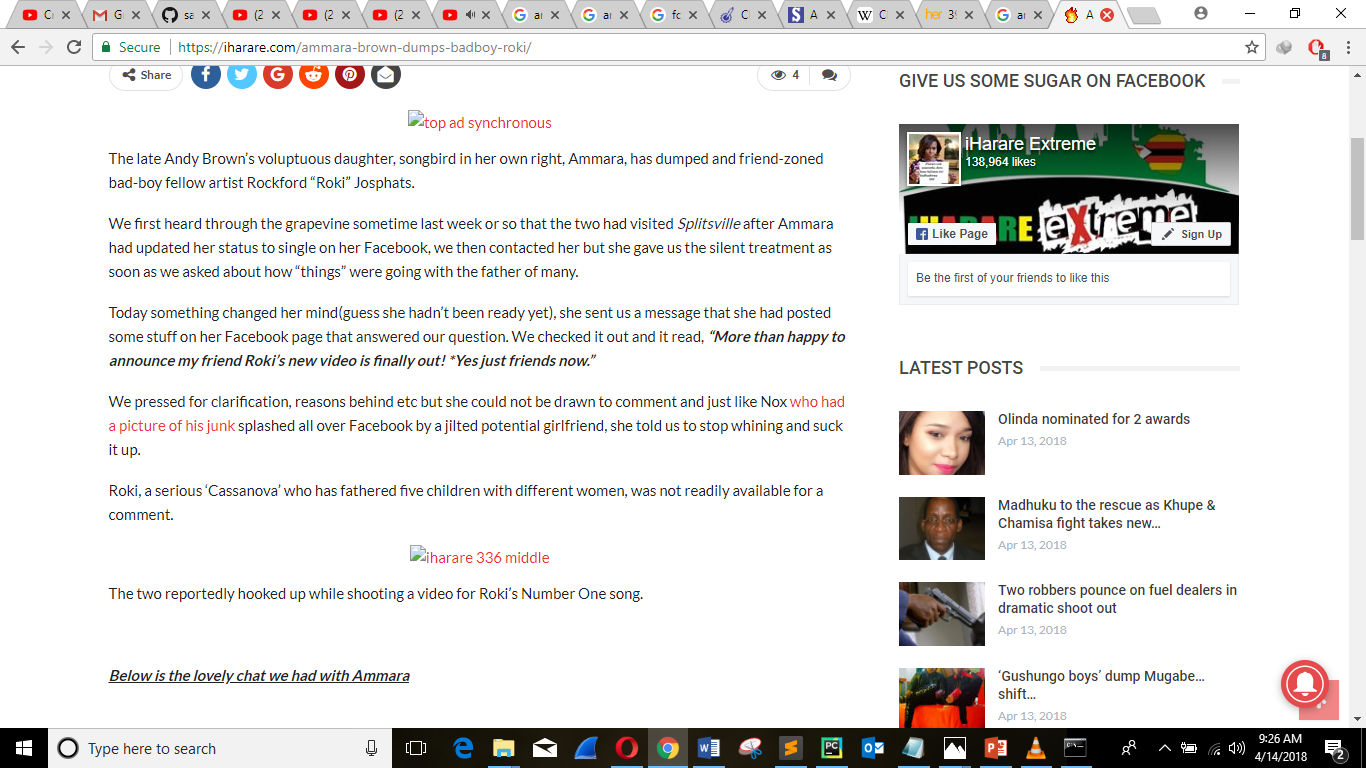 C
G
sa
(2
(2
(2
(2
ar
ar
fo
C
A
C
her 39
ar
A
Secure https://iharare.com/ammara-brown-dumps-badboy-roki/
8
Share
4
GIVE US SOME SUGAR ON FACEBOOK
top ad synchronous
The late Andy Brown’s voluptuous daughter, songbird in her own right, Ammara, has dumped and friend-zoned
bad-boy fellow artist Rockford “Roki” Josphats.
We first heard through the grapevine sometime last week or so that the two had visited Splitsville after Ammara
had updated her status to single on her Facebook, we then contacted her but she gave us the silent treatment as
soon as we asked about how “things” were going with the father of many.
Today something changed her mind(guess she hadn’t been ready yet), she sent us a message that she had posted
some stuff on her Facebook page that answered our question. We checked it out and it read, “More than happy to
announce my friend Roki’s new video is finally out! *Yes just friends now.”
We pressed for clarification, reasons behind etc but she could not be drawn to comment and just like Nox who had
a picture of his junk splashed all over Facebook by a jilted potential girlfriend, she told us to stop whining and suck
it up.
Roki, a serious ‘Cassanova’ who has fathered five children with different women, was not readily available for a
comment.
iharare 336 middle
The two reportedly hooked up while shooting a video for Roki’s Number One song.
Below is the lovely chat we had with Ammara
iHarare Extreme
138,964 likes
IHARARE eXtreme
Like Page
Sign Up
Be the first of your friends to like this
LATEST POSTS
Olinda nominated for 2 awards
Apr 13, 2018
Madhuku to the rescue as Khupe &
Chamisa fight takes new…
Apr 13, 2018
Two robbers pounce on fuel dealers in
dramatic shoot out
Apr 13, 2018
‘Gushungo boys’ dump Mugabe…
shift…
Apr 13, 2018
Type here to search
9:26 AM
4/14/2018
2